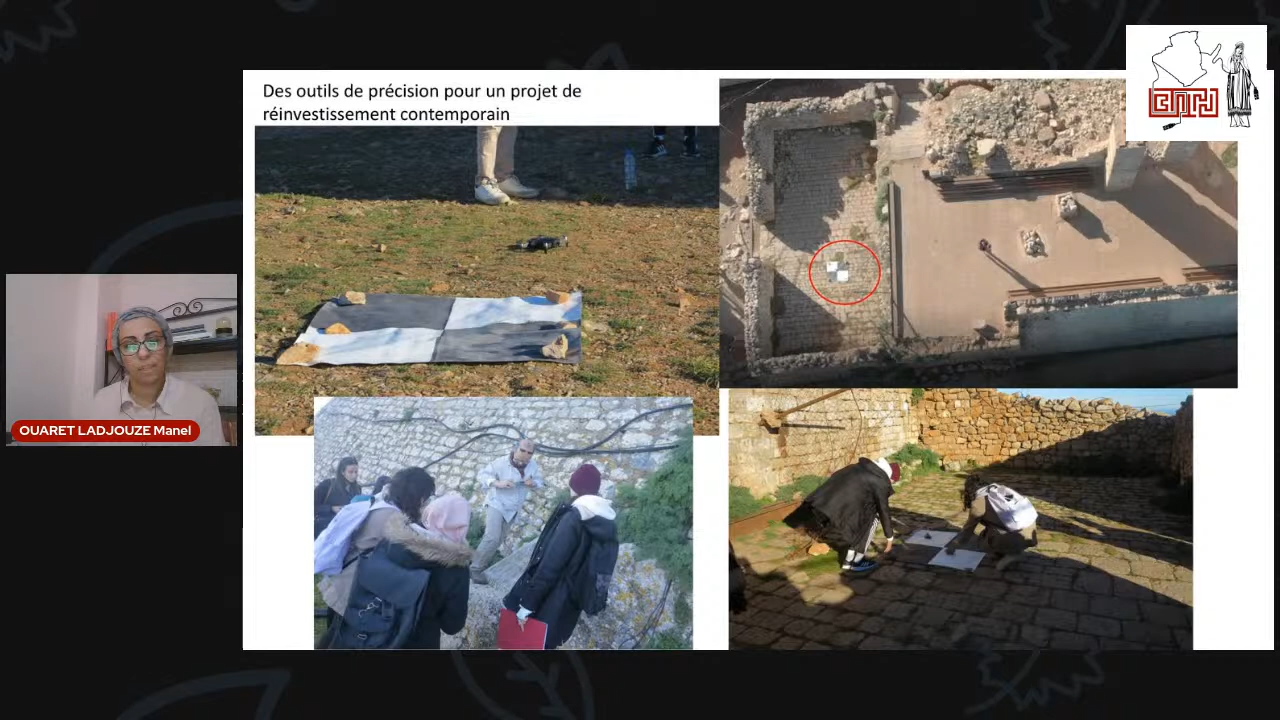 Des outils de précision pour un projet de
réinvestissement contemporain
OUARET LADJOUZE Manel